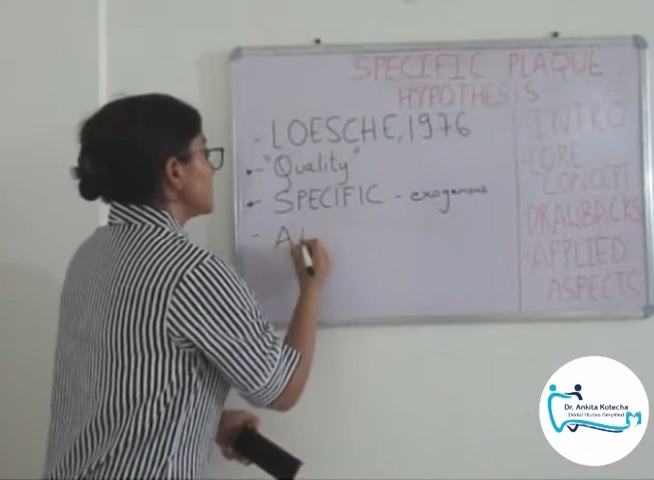 SPECIFIC PLAQUE
HYPOTHESIS
- LOESCHE, 1976
- "Quality"
- SPECIFIC - exogenous
- A
INTRO
- CORE
CONCEPT
- DRAWBACKS
- APPLIED
ASPECTS
Dr. Ankita Kotecha
Dental Studies Simplified